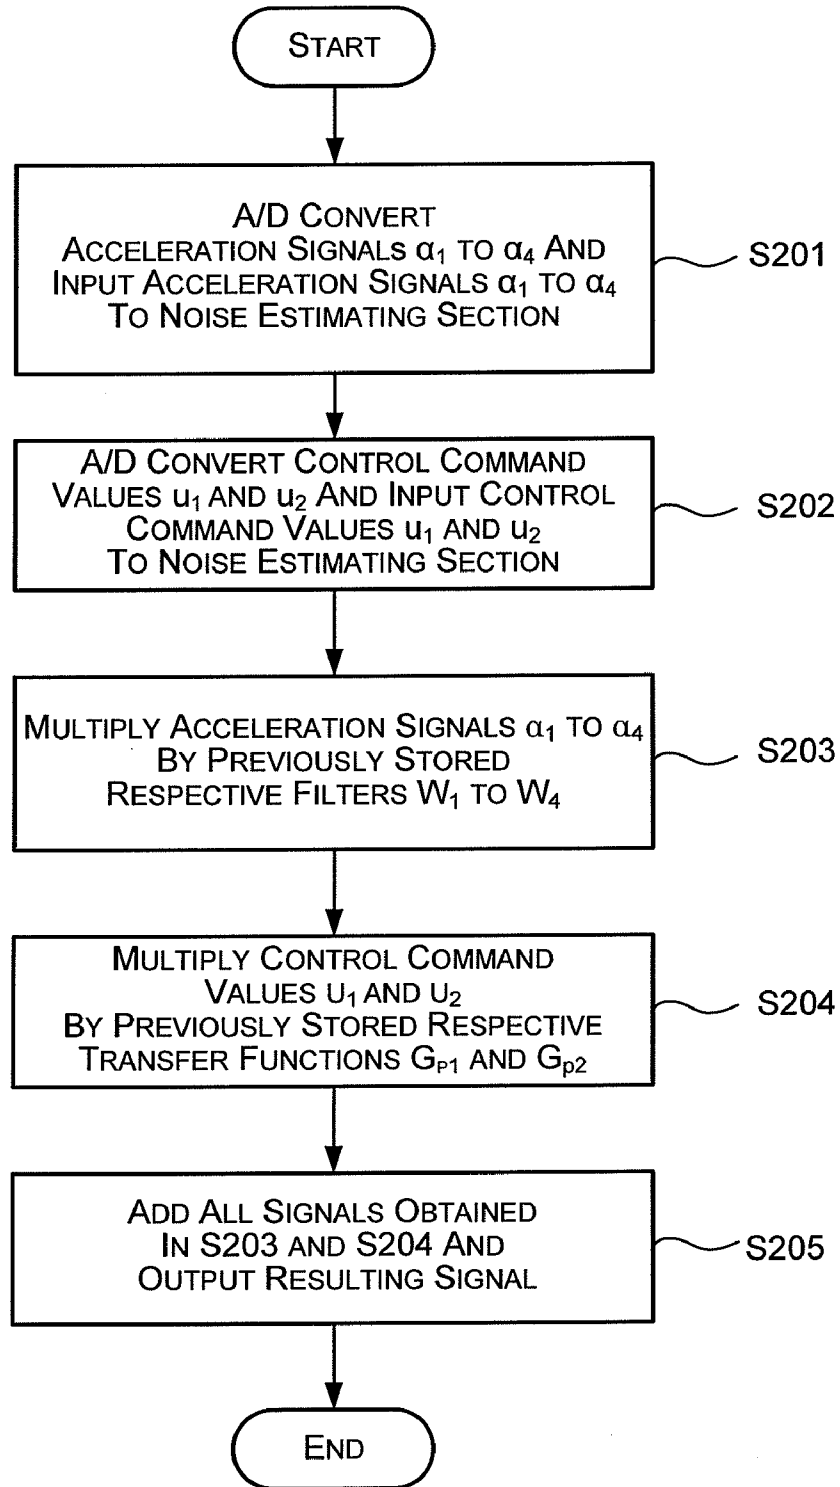 START
A/D CONVERT
ACCELERATION SIGNALS α₁ TO α₄ AND
INPUT ACCELERATION SIGNALS α₁ TO α₄
TO NOISE ESTIMATING SECTION
S201
A/D CONVERT CONTROL COMMAND
VALUES u₁ AND u₂ AND INPUT CONTROL
COMMAND VALUES u₁ AND u₂
TO NOISE ESTIMATING SECTION
S202
MULTIPLY ACCELERATION SIGNALS α₁ TO α₄
BY PREVIOUSLY STORED
RESPECTIVE FILTERS W₁ TO W₄
S203
MULTIPLY CONTROL COMMAND
VALUES U₁ AND U₂
BY PREVIOUSLY STORED RESPECTIVE
TRANSFER FUNCTIONS G_P1 AND G_p2
S204
ADD ALL SIGNALS OBTAINED
IN S203 AND S204 AND
OUTPUT RESULTING SIGNAL
S205
END